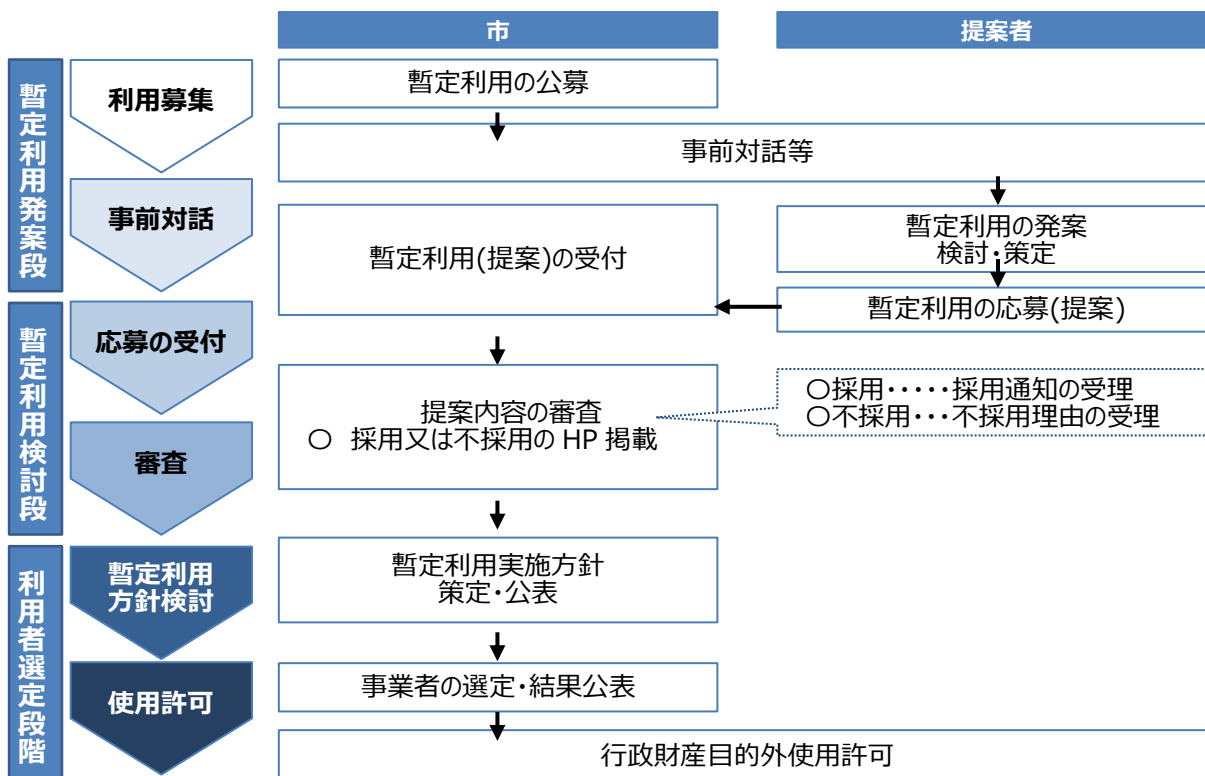 市
提案者
暫定利用発案段
利用募集
暫定利用の公募
事前対話等
事前対話
暫定利用(提案)の受付
暫定利用の発案
検討・策定
暫定利用の応募(提案)
暫定利用検討段
応募の受付
提案内容の審査
〇 採用又は不採用の HP 掲載
〇採用・・・・・採用通知の受理
〇不採用・・・不採用理由の受理
審査
利用者選定段階
暫定利用
方針検討
暫定利用実施方針
策定・公表
使用許可
事業者の選定・結果公表
行政財産目的外使用許可